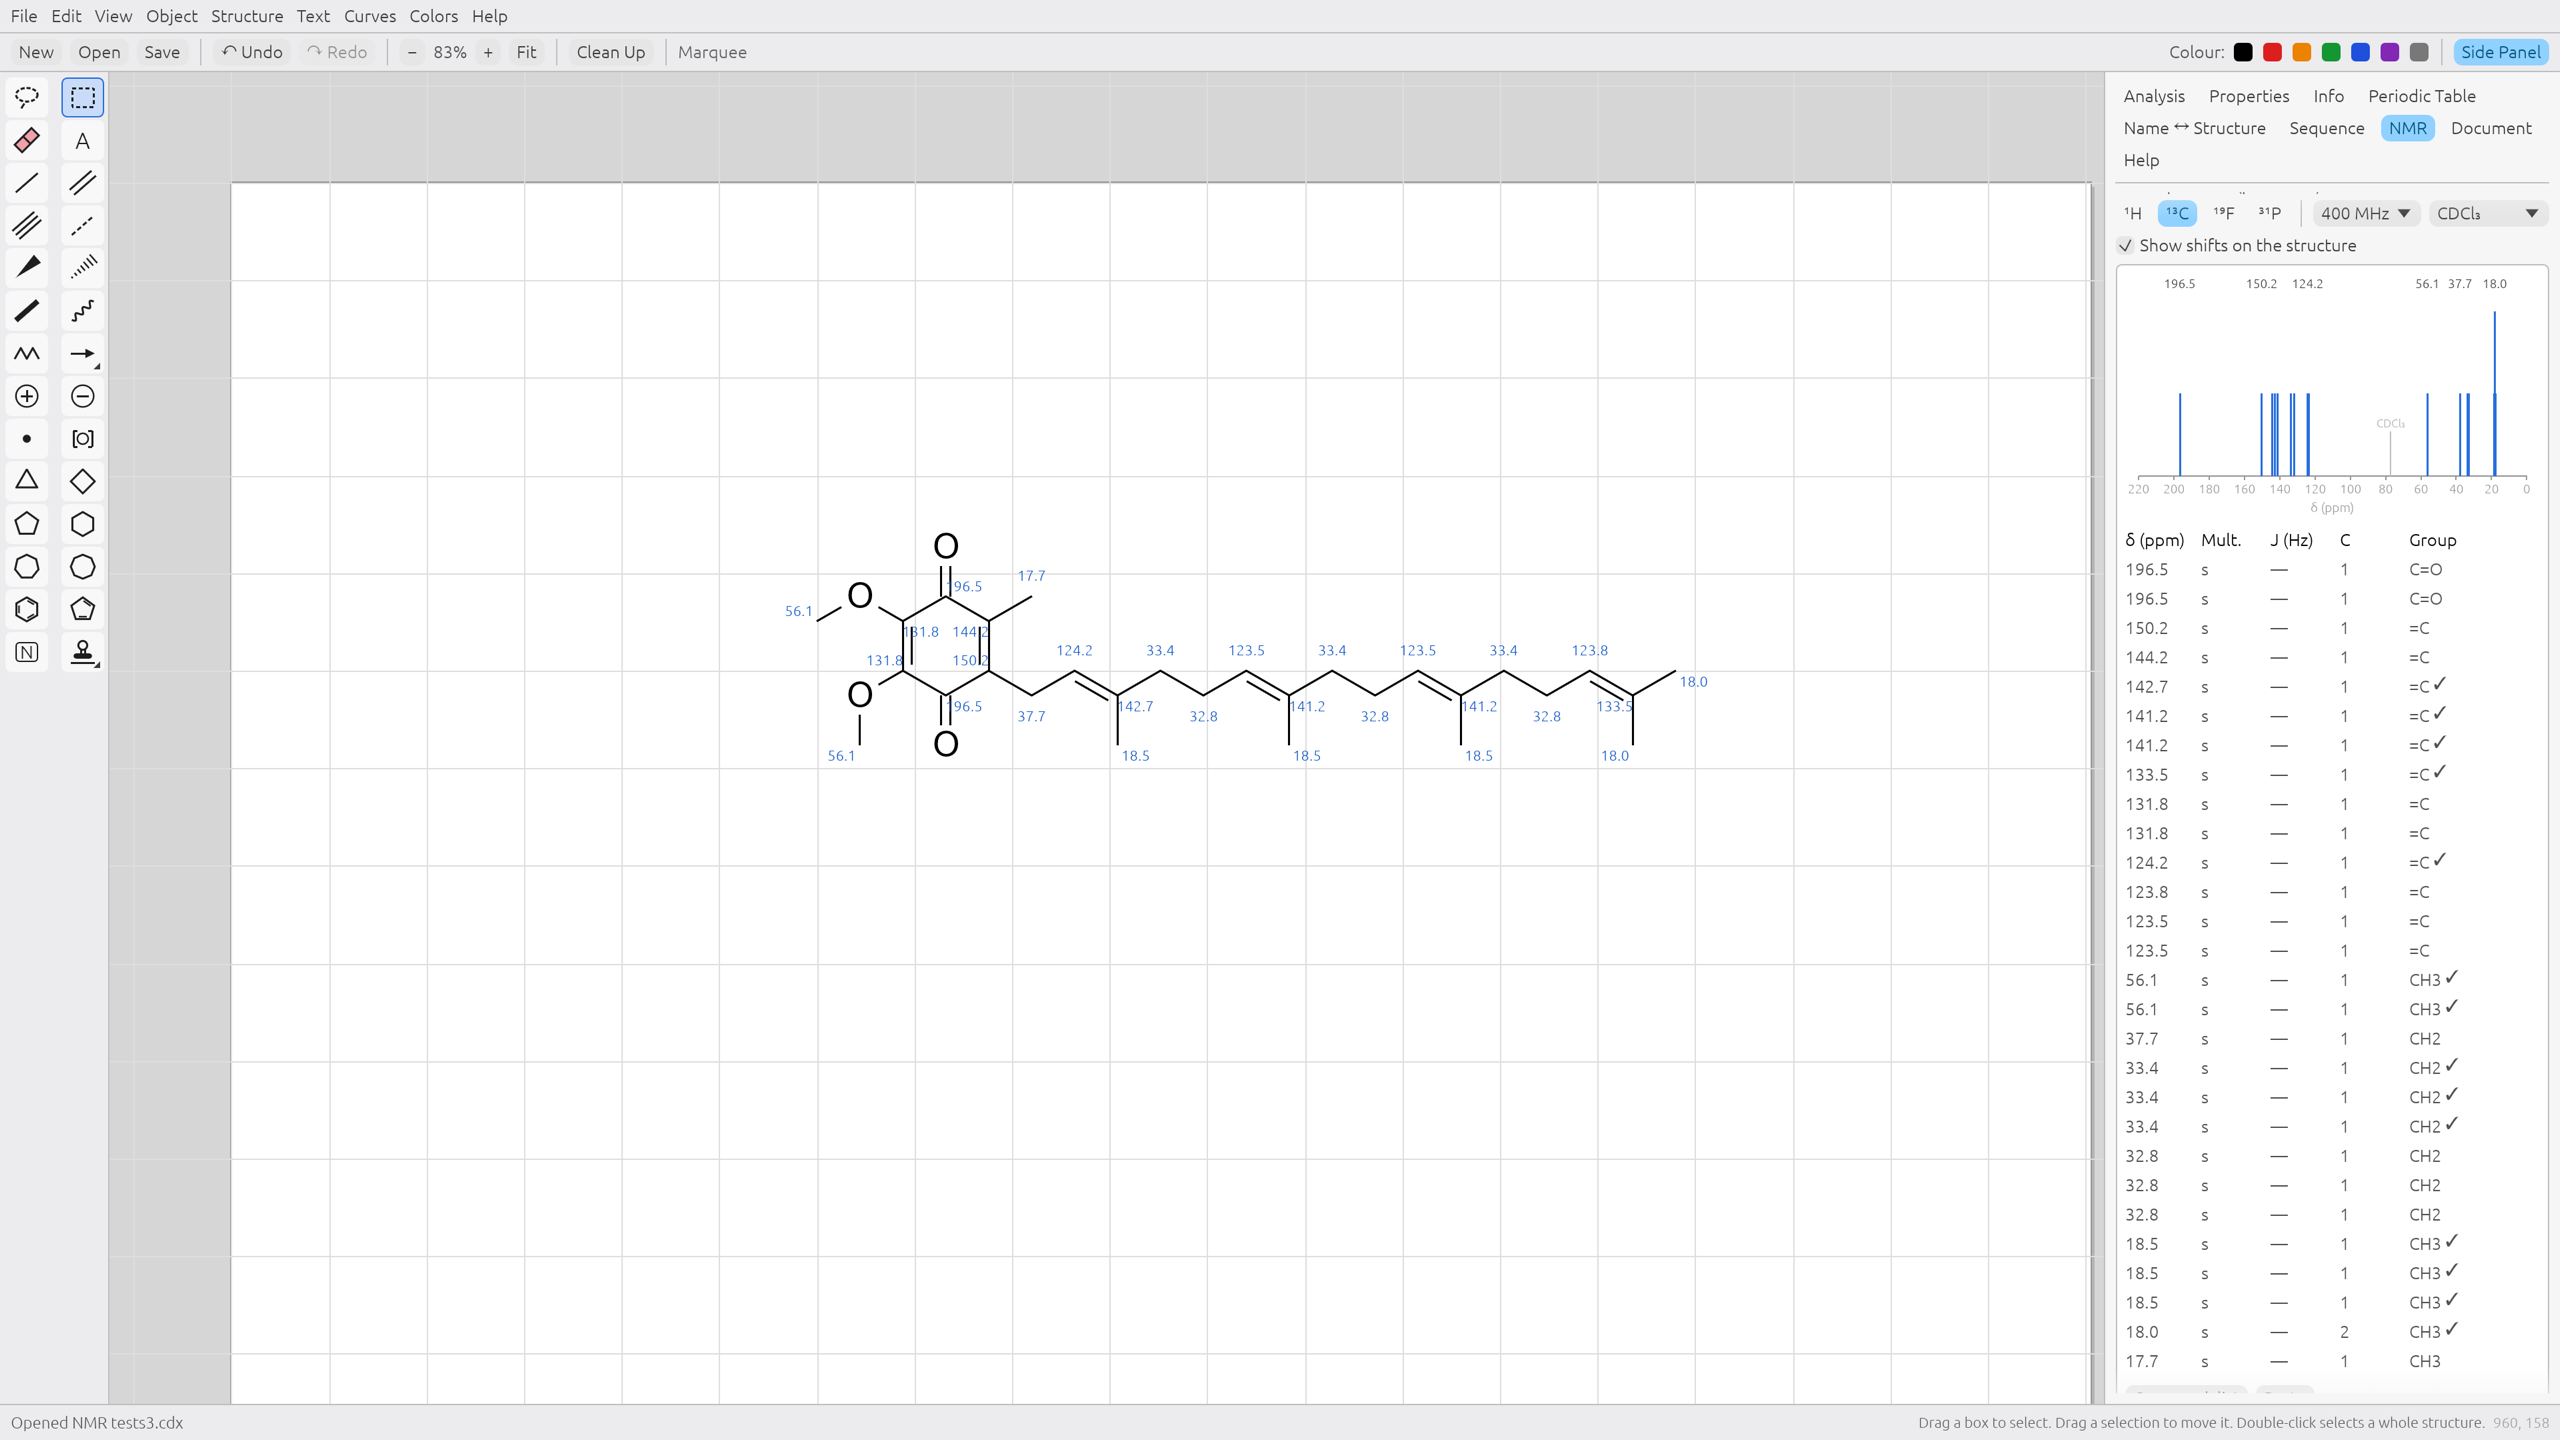 File Edit View Object Structure Text Curves Colors Help
New Open Save Undo Redo − 83% + Fit Clean Up Marquee Colour: Side Panel
A
N
Analysis Properties Info Periodic Table
Name ↔ Structure Sequence NMR Document
Help
¹H ¹³C ¹⁹F ³¹P 400 MHz CDCl₃
Show shifts on the structure
196.5 150.2 124.2 56.1 37.7 18.0
CDCl₃
220 200 180 160 140 120 100 80 60 40 20 0
δ (ppm)
δ (ppm) Mult. J (Hz) C Group
196.5 s — 1 C=O
196.5 s — 1 C=O
150.2 s — 1 =C
144.2 s — 1 =C
142.7 s — 1 =C ✓
141.2 s — 1 =C ✓
141.2 s — 1 =C ✓
133.5 s — 1 =C ✓
131.8 s — 1 =C
131.8 s — 1 =C
124.2 s — 1 =C ✓
123.8 s — 1 =C
123.5 s — 1 =C
123.5 s — 1 =C
56.1 s — 1 CH3 ✓
56.1 s — 1 CH3 ✓
37.7 s — 1 CH2
33.4 s — 1 CH2 ✓
33.4 s — 1 CH2 ✓
33.4 s — 1 CH2 ✓
32.8 s — 1 CH2
32.8 s — 1 CH2
32.8 s — 1 CH2
18.5 s — 1 CH3 ✓
18.5 s — 1 CH3 ✓
18.5 s — 1 CH3 ✓
18.0 s — 2 CH3 ✓
17.7 s — 1 CH3
O
O 196.5 17.7
56.1
131.8 144.2
131.8 150.2 124.2 33.4 123.5 33.4 123.5 33.4 123.8
18.0
O 196.5 37.7 142.7 32.8 141.2 32.8 141.2 32.8 133.5
O
56.1 18.5 18.5 18.5 18.0
Opened NMR tests3.cdx
Drag a box to select. Drag a selection to move it. Double-click selects a whole structure. 960, 158